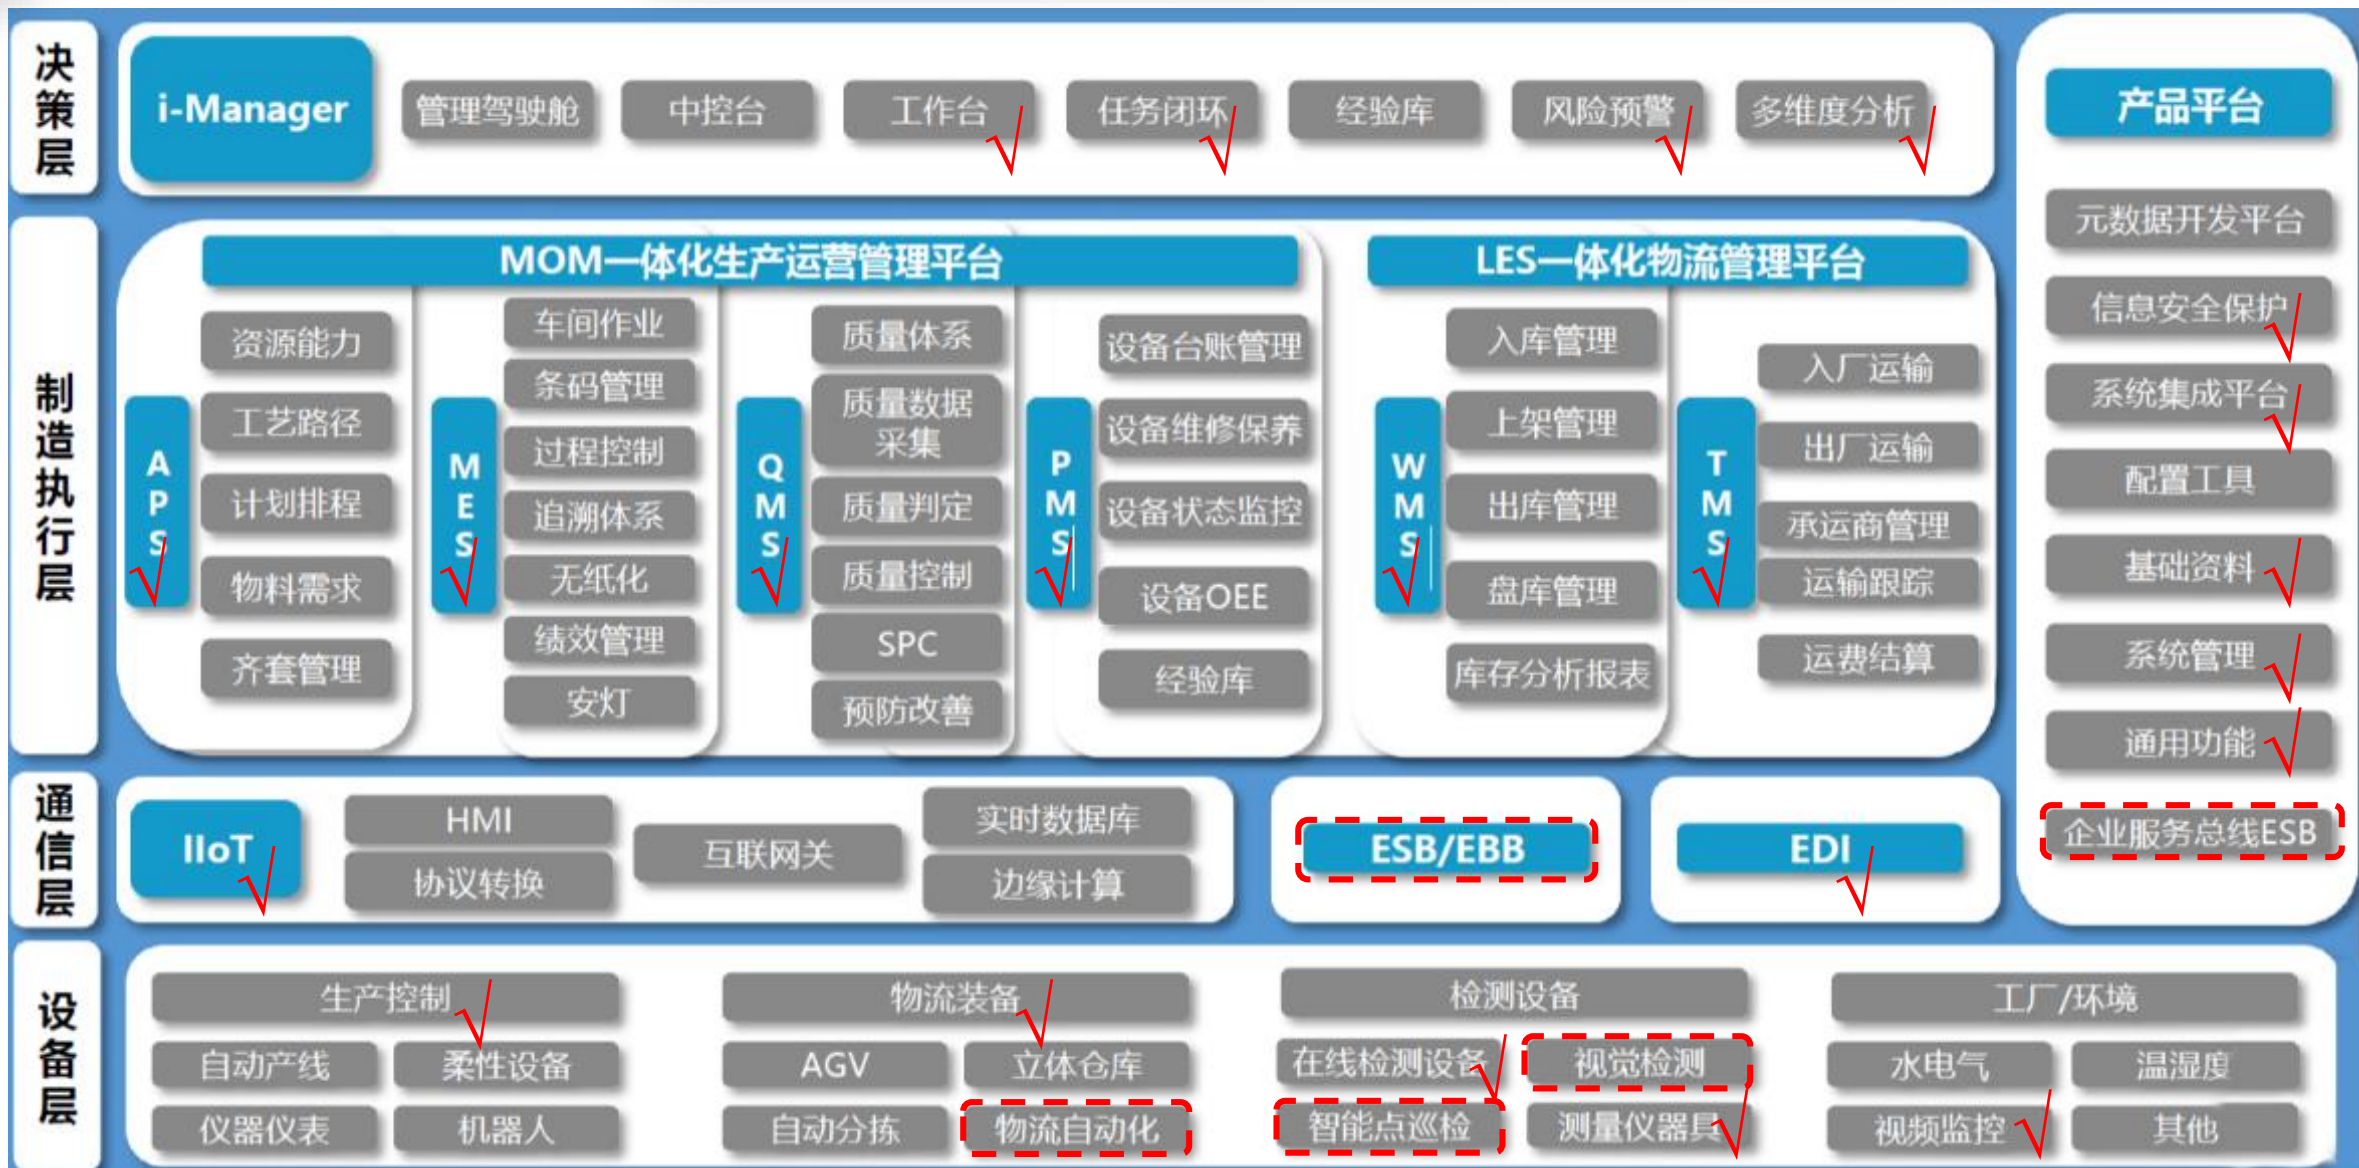 决策层
i-Manager
管理驾驶舱
中控台
工作台
任务闭环
经验库
风险预警
多维度分析
制造执行层
MOM一体化生产运营管理平台
APS
资源能力
工艺路径
计划排程
物料需求
齐套管理
MES
车间作业
条码管理
过程控制
追溯体系
无纸化
绩效管理
安灯
QMS
质量体系
质量数据
采集
质量判定
质量控制
SPC
预防改善
PMS
设备台账管理
设备维修保养
设备状态监控
设备OEE
经验库
LES一体化物流管理平台
WMS
入库管理
上架管理
出库管理
盘库管理
库存分析报表
TMS
入厂运输
出厂运输
承运商管理
运输跟踪
运费结算
通信层
IIoT
HMI
协议转换
互联网关
实时数据库
边缘计算
ESB/EBB
EDI
设备层
生产控制
自动产线
柔性设备
仪器仪表
机器人
物流装备
AGV
立体仓库
自动分拣
物流自动化
检测设备
在线检测设备
视觉检测
智能点巡检
测量仪器具
工厂/环境
水电气
温湿度
视频监控
其他
产品平台
元数据开发平台
信息安全保护
系统集成平台
配置工具
基础资料
系统管理
通用功能
企业服务总线ESB